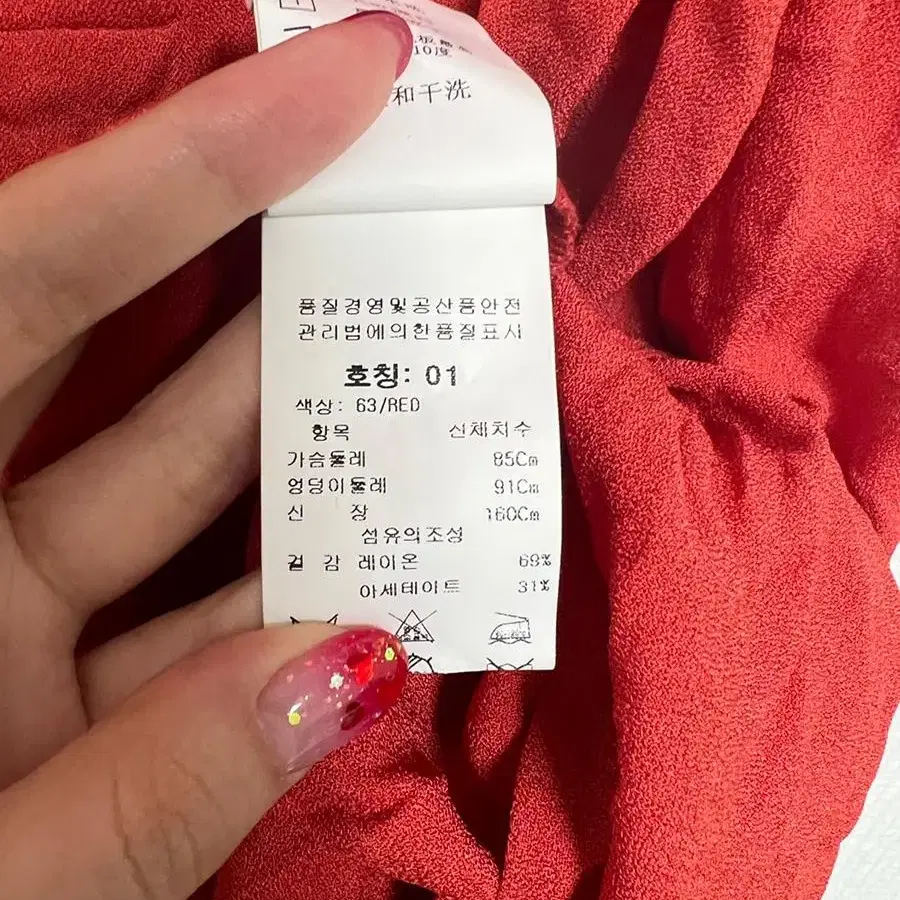 10度
和干洗
품질경영및공산품안전
관리법에의한품질표시
호칭: 01
색상: 63/RED
항목 신체치수
가슴둘레 85Cm
엉덩이둘레 91Cm
신 장 160Cm
섬유의조성
겉 감 레이온 69%
아세테이트 31%